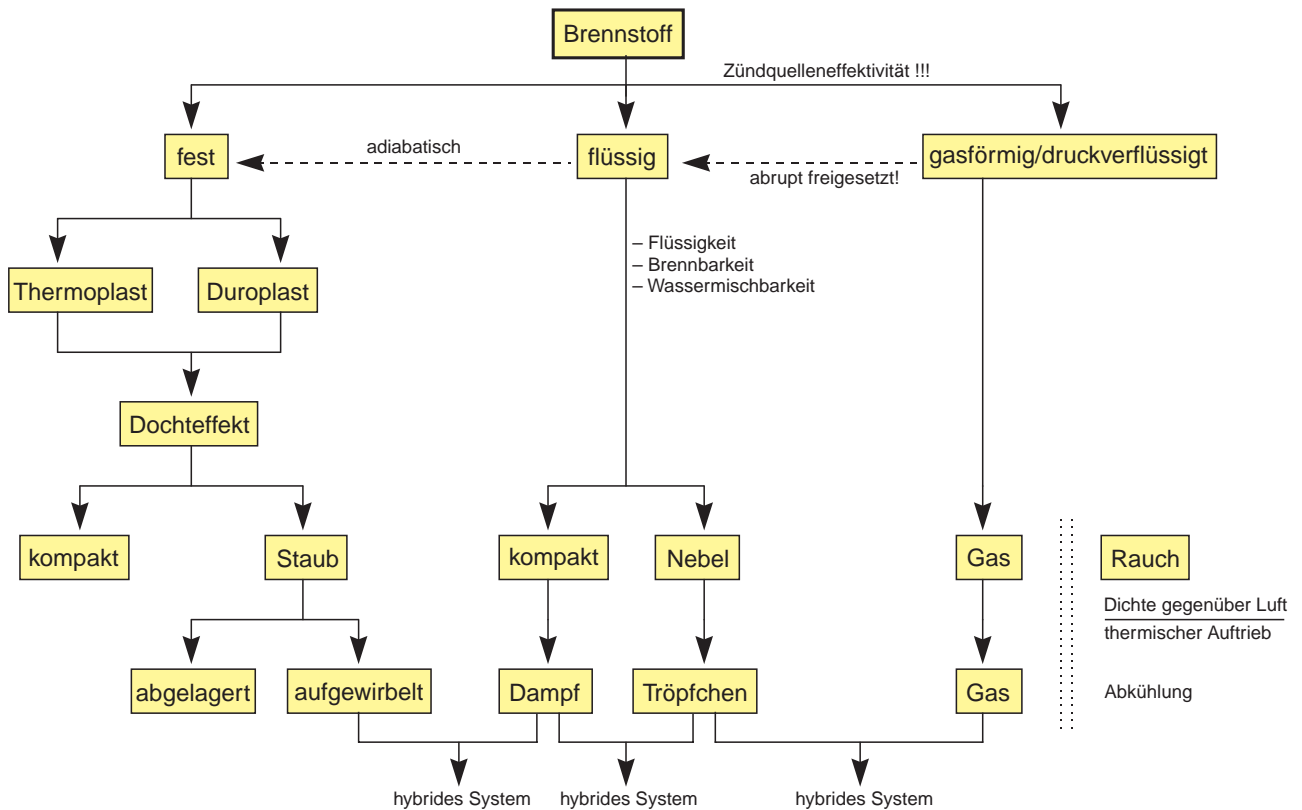 Brennstoff
Zündquelleneffektivität !!!
fest
adiabatisch
flüssig
abrupt freigesetzt!
gasförmig/druckverflüssigt
– Flüssigkeit
– Brennbarkeit
– Wassermischbarkeit
Thermoplast
Duroplast
Dochteffekt
kompakt
Staub
kompakt
Nebel
Gas
Rauch
Dichte gegenüber Luft
thermischer Auftrieb
abgelagert
aufgewirbelt
Dampf
Tröpfchen
Gas
Abkühlung
hybrides System
hybrides System
hybrides System